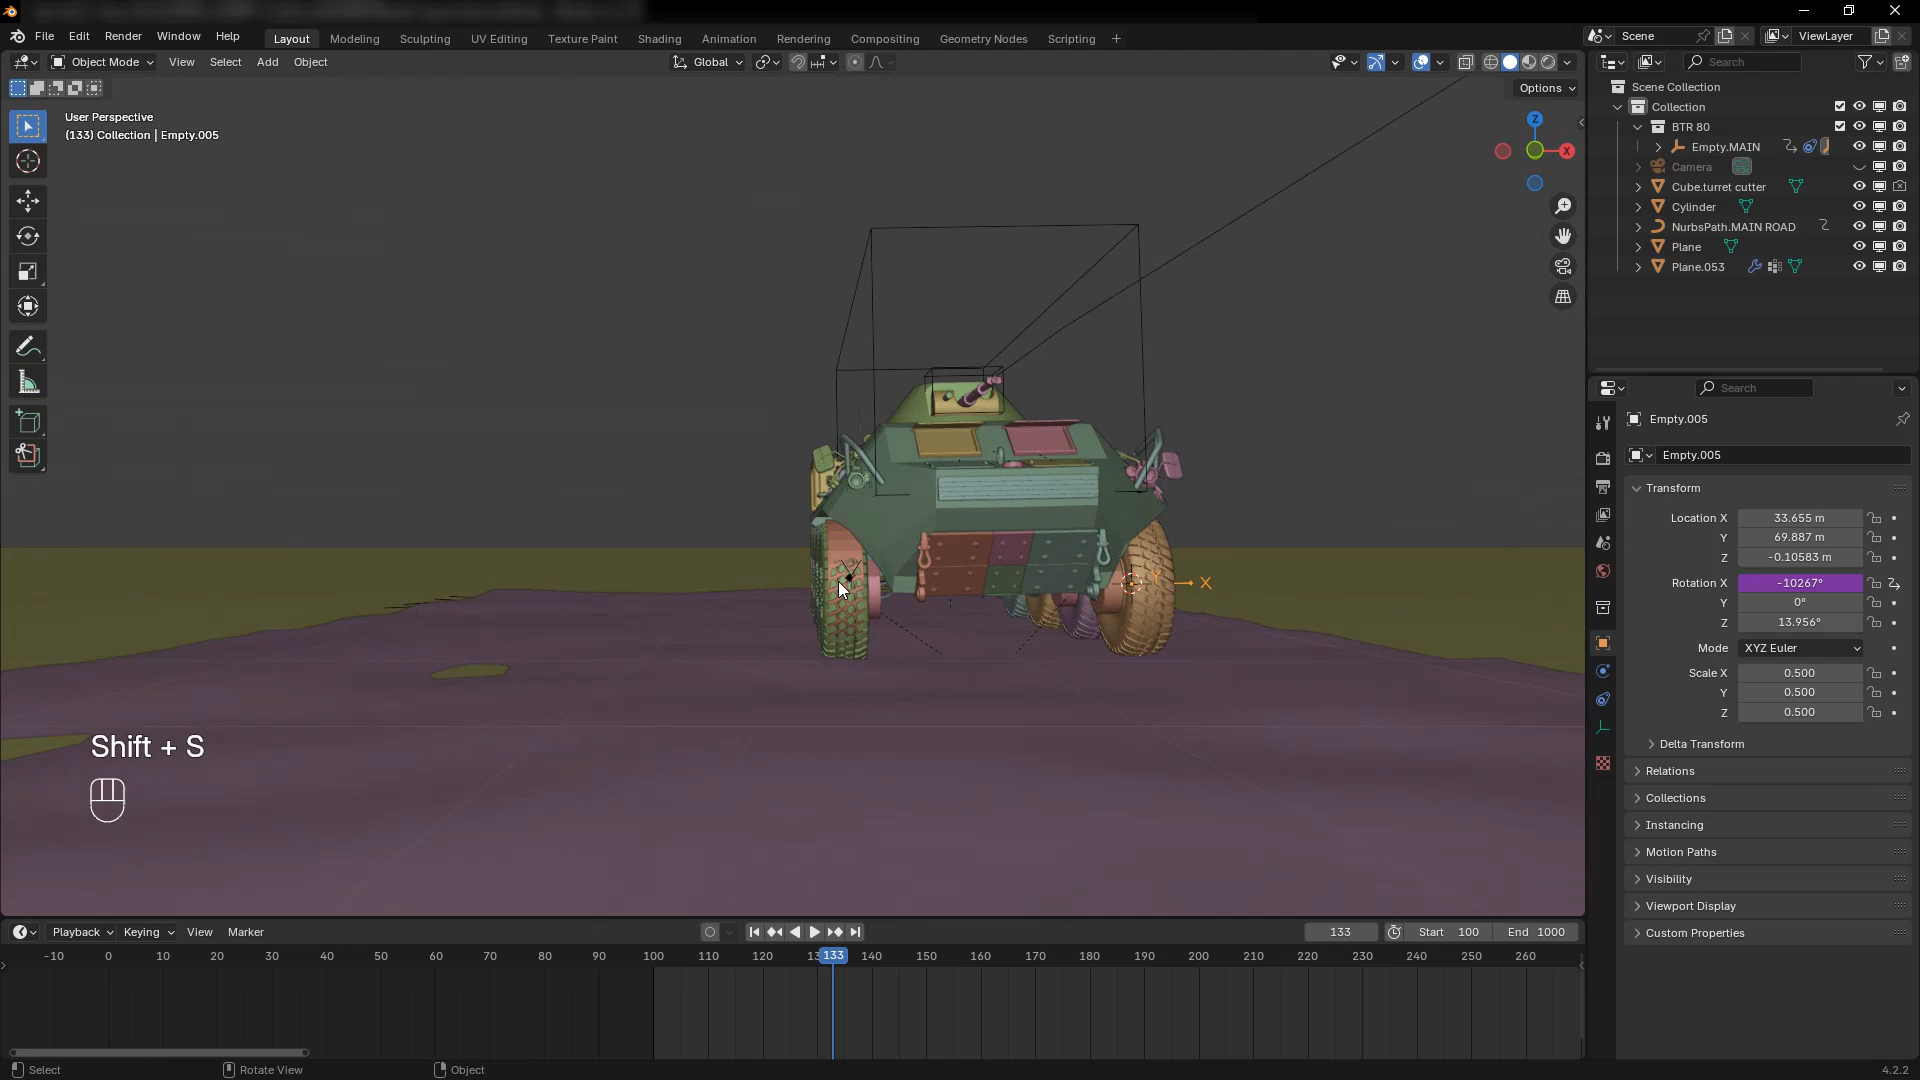 File Edit Render Window Help Layout Modeling Sculpting UV Editing Texture Paint Shading Animation Rendering Compositing Geometry Nodes Scripting + Scene ViewLayer
Object Mode View Select Add Object Global Search
Options
User Perspective
(133) Collection | Empty.005
Z
X
Scene Collection
Collection
BTR 80
Empty.MAIN
Camera
Cube.turret cutter
Cylinder
NurbsPath.MAIN ROAD
Plane
Plane.053
Search
Empty.005
Empty.005
Transform
Location X 33.655 m
Y 69.887 m
Z -0.10583 m
Rotation X -10267°
Y 0°
Z 13.956°
Mode XYZ Euler
Scale X 0.500
Y 0.500
Z 0.500
Delta Transform
Relations
Collections
Instancing
Motion Paths
Visibility
Viewport Display
Custom Properties
Y X
Shift + S
Playback Keying View Marker 133 Start 100 End 1000
-10 0 10 20 30 40 50 60 70 80 90 100 110 120 133 140 150 160 170 180 190 200 210 220 230 240 250 260
Select Rotate View Object 4.2.2